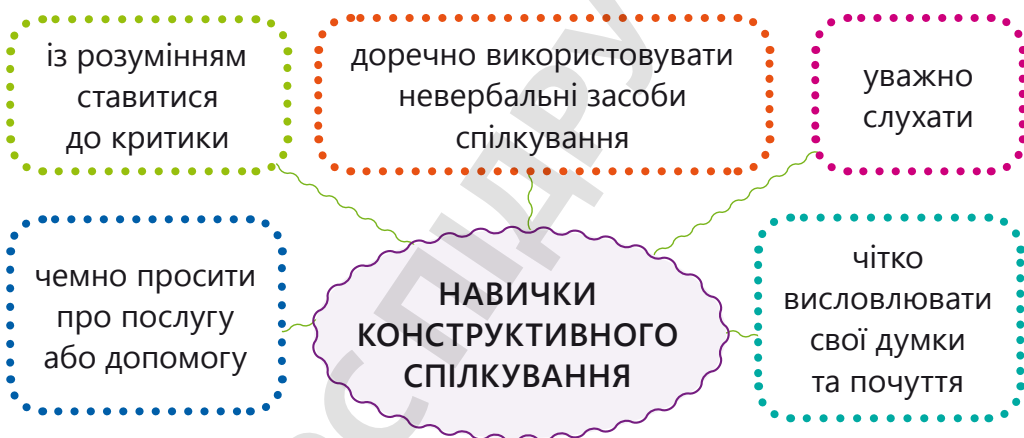 із розумінням
ставитися
до критики
доречно використовувати
невербальні засоби
спілкування
уважно
слухати
чемно просити
про послугу
або допомогу
НАВИЧКИ
КОНСТРУКТИВНОГО
СПІЛКУВАННЯ
чітко
висловлювати
свої думки
та почуття